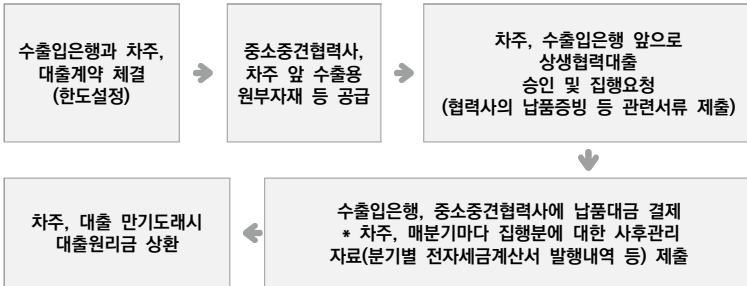 수출입은행과 차주,
대출계약 체결
(한도설정)
중소중견협력사,
차주 앞 수출용
원부자재 등 공급
차주, 수출입은행 앞으로
상생협력대출
승인 및 집행요청
(협력사의 납품증빙 등 관련서류 제출)
수출입은행, 중소중견협력사에 납품대금 결제
* 차주, 매분기마다 집행분에 대한 사후관리
자료(분기별 전자세금계산서 발행내역 등) 제출
차주, 대출 만기도래시
대출원리금 상환